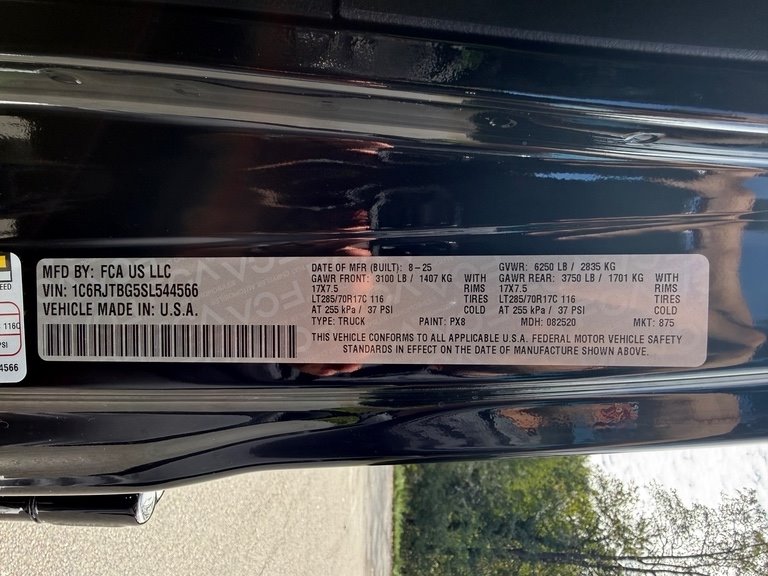 MFD BY: FCA US LLC
VIN: 1C6RJTBG5SL544566
VEHICLE MADE IN: U.S.A.
DATE OF MFR (BUILT): 8-25 GVWR: 6250 LB / 2835 KG
GAWR FRONT: 3100 LB / 1407 KG WITH GAWR REAR: 3750 LB / 1701 KG WITH
17X7.5 RIMS 17X7.5 RIMS
LT285/70R17C 116 TIRES LT285/70R17C 116 TIRES
AT 255 kPa / 37 PSI COLD AT 255 kPa / 37 PSI COLD
TYPE: TRUCK PAINT: PX8 MDH: 082520 MKT: 875
THIS VEHICLE CONFORMS TO ALL APPLICABLE U.S.A. FEDERAL MOTOR VEHICLE SAFETY
STANDARDS IN EFFECT ON THE DATE OF MANUFACTURE SHOWN ABOVE.
EED
116C
PSI
44566